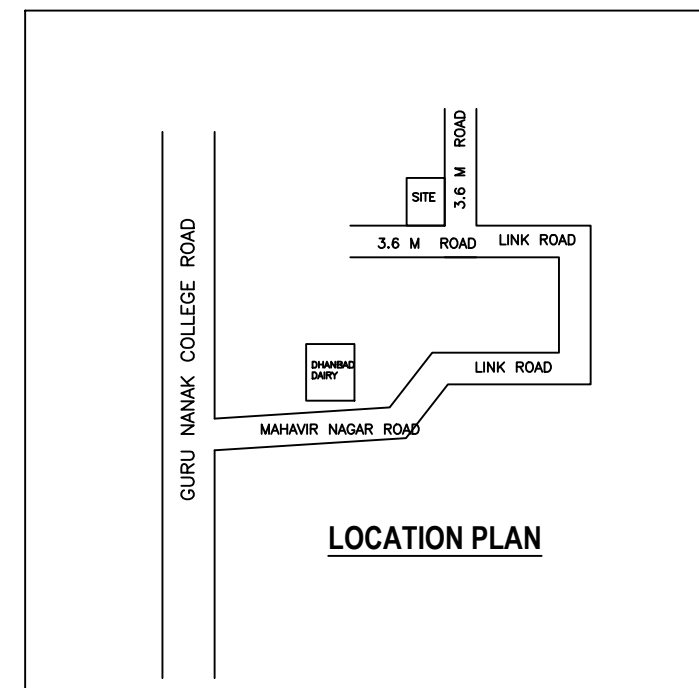 3.6 M ROAD
SITE
3.6 M ROAD
LINK ROAD
GURU NANAK COLLEGE ROAD
DHANBAD
DAIRY
LINK ROAD
MAHAVIR NAGAR ROAD
LOCATION PLAN